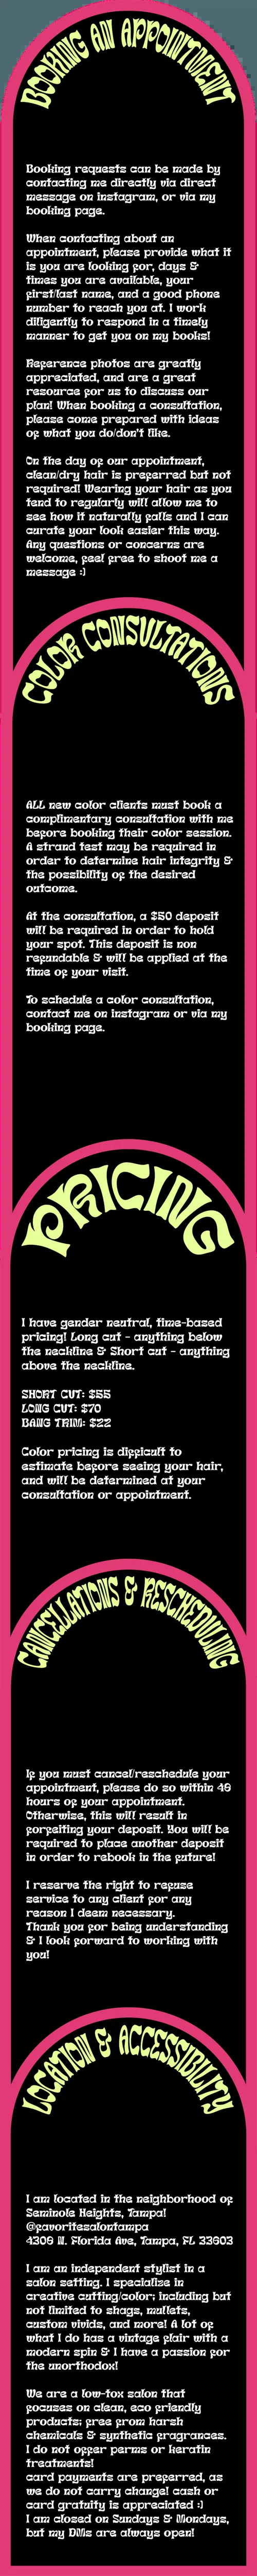 BOOKING AN APPOINTMENT
Booking requests can be made by
contacting me directly via direct
message on instagram, or via my
booking page.
When contacting about an
appointment, please provide what it
is you are looking for, days &
times you are available, your
first/last name, and a good phone
number to reach you at. I work
diligently to respond in a timely
manner to get you on my books!
Reference photos are greatly
appreciated, and are a great
resource for us to discuss our
plan! When booking a consultation,
please come prepared with ideas
of what you do/don't like.
On the day of our appointment,
clean/dry hair is preferred but not
required! Wearing your hair as you
tend to regularly will allow me to
see how it naturally falls and I can
curate your look easier this way.
Any questions or concerns are
welcome, feel free to shoot me a
message :)
COLOR CONSULTATIONS
ALL new color clients must book a
complimentary consultation with me
before booking their color session.
A strand test may be required in
order to determine hair integrity &
the possibility of the desired
outcome.
At the consultation, a $50 deposit
will be required in order to hold
your spot. This deposit is non
refundable & will be applied at the
time of your visit.
To schedule a color consultation,
contact me on instagram or via my
booking page.
PRICING
I have gender neutral, time-based
pricing! Long cut - anything below
the neckline & Short cut - anything
above the neckline.
SHORT CUT: $55
LONG CUT: $70
BANG TRIM: $22
Color pricing is difficult to
estimate before seeing your hair,
and will be determined at your
consultation or appointment.
CANCELLATIONS & RESCHEDULING
If you must cancel/reschedule your
appointment, please do so within 48
hours of your appointment.
Otherwise, this will result in
forfeiting your deposit. You will be
required to place another deposit
in order to rebook in the future!
I reserve the right to refuse
service to any client for any
reason I deem necessary.
Thank you for being understanding
& I look forward to working with
you!
LOCATION & ACCESSIBILITY
I am located in the neighborhood of
Seminole Heights, Tampa!
@favoritesalontampa
4306 N. Florida Ave, Tampa, FL 33603
I am an independent stylist in a
salon setting. I specialize in
creative cutting/color; including but
not limited to shags, mullets,
custom vivids, and more! A lot of
what I do has a vintage flair with a
modern spin & I have a passion for
the unorthodox!
We are a low-tox salon that
focuses on clean, eco friendly
products; free from harsh
chemicals & synthetic fragrances.
I do not offer perms or keratin
treatments!
card payments are preferred, as
we do not carry change! cash or
card gratuity is appreciated :)
I am closed on Sundays & Mondays,
but my DMs are always open!